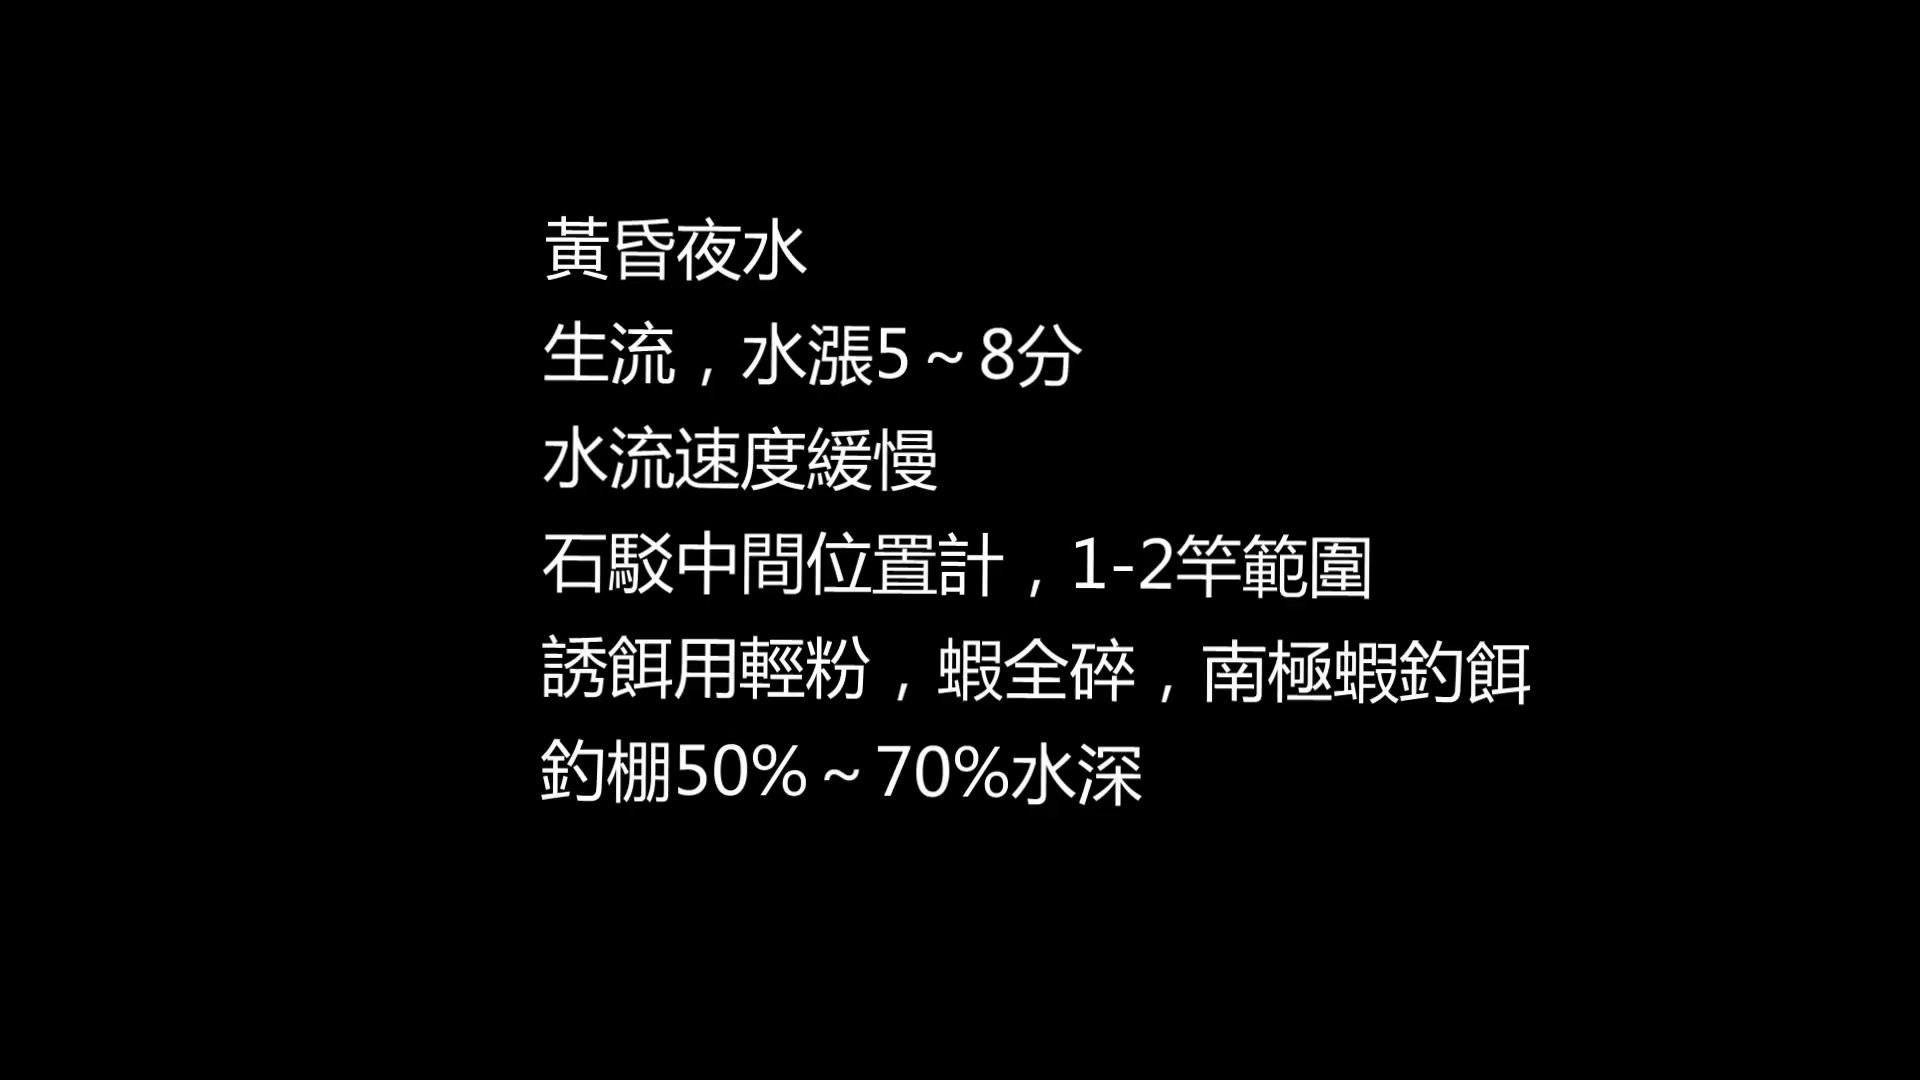 黃昏夜水
生流，水漲5～8分
水流速度緩慢
石駁中間位置計，1-2竿範圍
誘餌用輕粉，蝦全碎，南極蝦釣餌
釣棚50%～70%水深